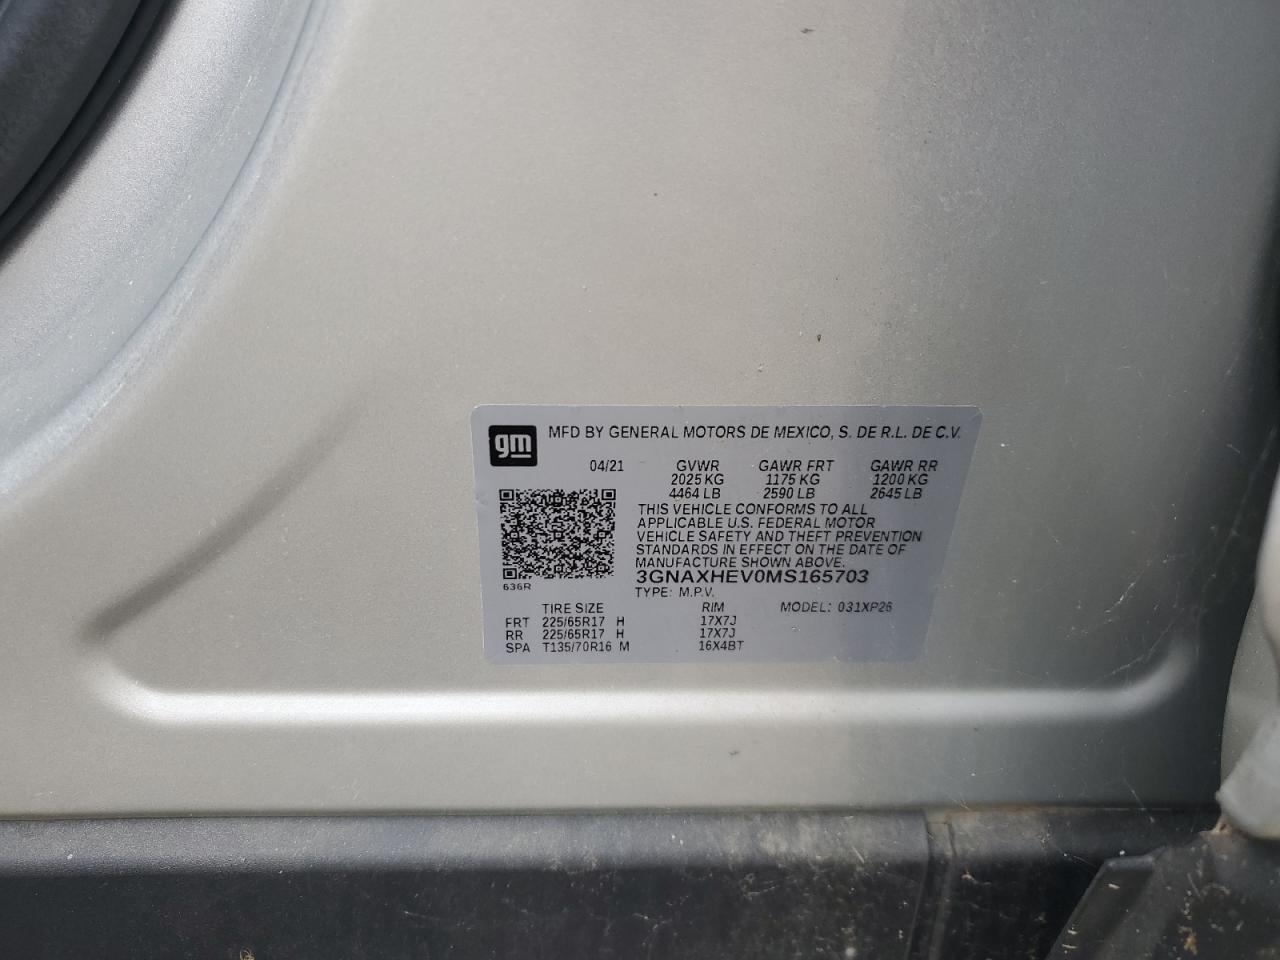 gm
MFD BY GENERAL MOTORS DE MEXICO, S. DE R.L. DE C.V.
04/21 GVWR GAWR FRT GAWR RR
2025 KG 1175 KG 1200 KG
4464 LB 2590 LB 2645 LB
THIS VEHICLE CONFORMS TO ALL
APPLICABLE U.S. FEDERAL MOTOR
VEHICLE SAFETY AND THEFT PREVENTION
STANDARDS IN EFFECT ON THE DATE OF
MANUFACTURE SHOWN ABOVE.
3GNAXHEV0MS165703
636R
TYPE: M.P.V.
TIRE SIZE RIM MODEL: 031XP26
FRT 225/65R17 H 17X7J
RR 225/65R17 H 17X7J
SPA T135/70R16 M 16X4BT